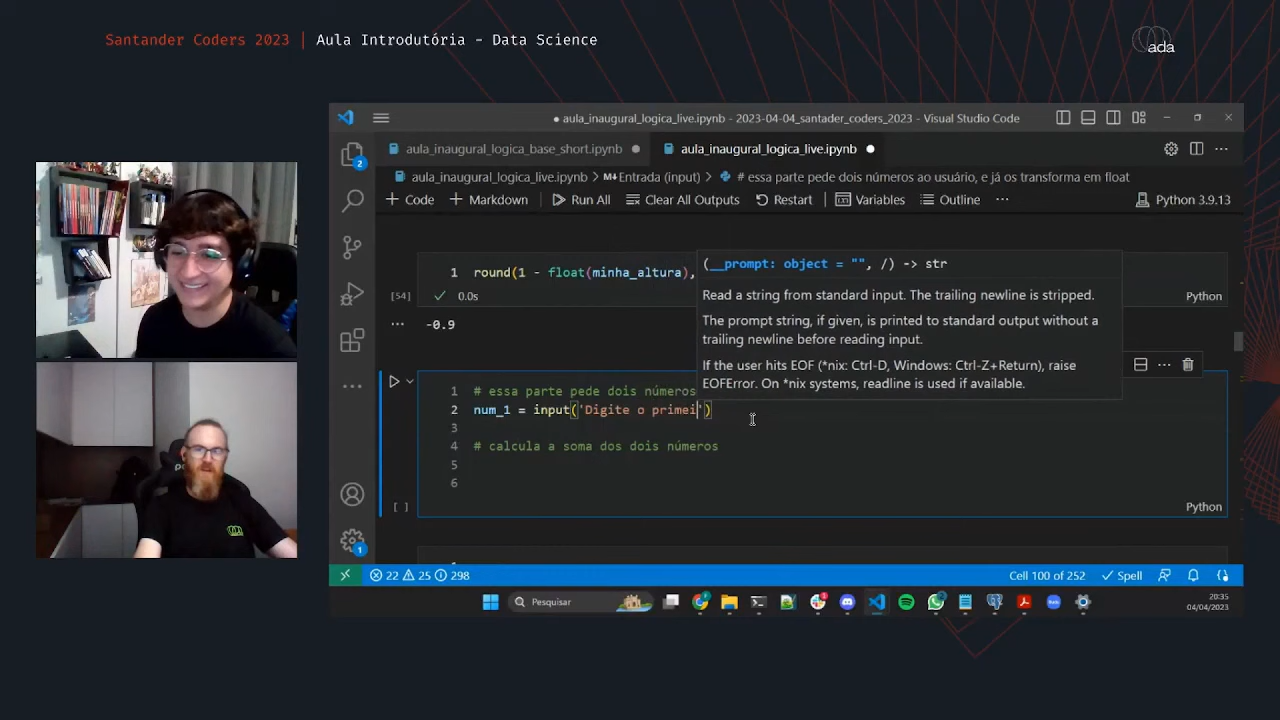 Santander Coders 2023 | Aula Introdutória - Data Science
ada
● aula_inaugural_logica_live.ipynb - 2023-04-04_santader_coders_2023 - Visual Studio Code
aula_inaugural_logica_base_short.ipynb ●
aula_inaugural_logica_live.ipynb ●
aula_inaugural_logica_live.ipynb > M↓Entrada (input) > # essa parte pede dois números ao usuário, e já os transforma em float
+ Code + Markdown Run All Clear All Outputs Restart Variables Outline ... Python 3.9.13
2
1 round(1 - float(minha_altura),
[54] ✓ 0.0s Python
... -0.9
(__prompt: object = "", /) -> str
Read a string from standard input. The trailing newline is stripped.
The prompt string, if given, is printed to standard output without a
trailing newline before reading input.
If the user hits EOF (*nix: Ctrl-D, Windows: Ctrl-Z+Return), raise
EOFError. On *nix systems, readline is used if available.
1 # essa parte pede dois números
2 num_1 = input('Digite o primei')
3
4 # calcula a soma dos dois números
5
6
[ ] Python
1
22 25 298 Cell 100 of 252 ✓ Spell
Pesquisar
20:35
04/04/2023